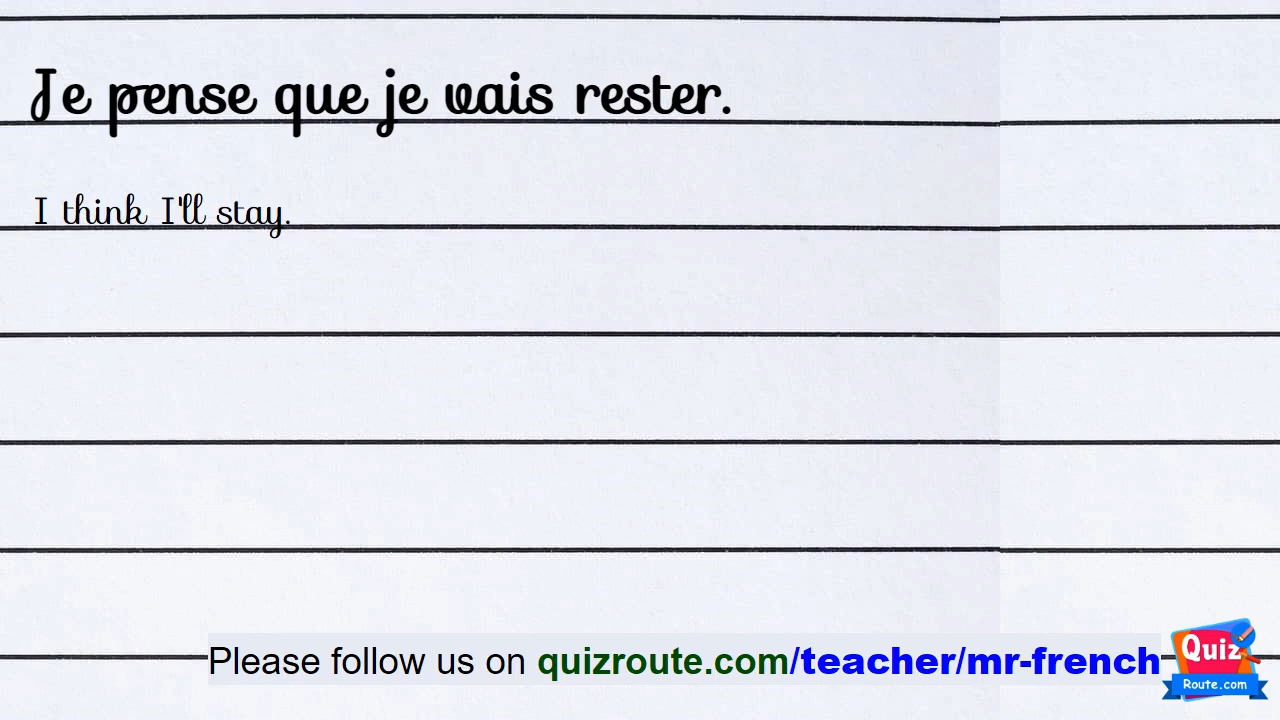 Je pense que je vais rester.
I think I'll stay.
Please follow us on quizroute.com/teacher/mr-french
Quiz
Route.com